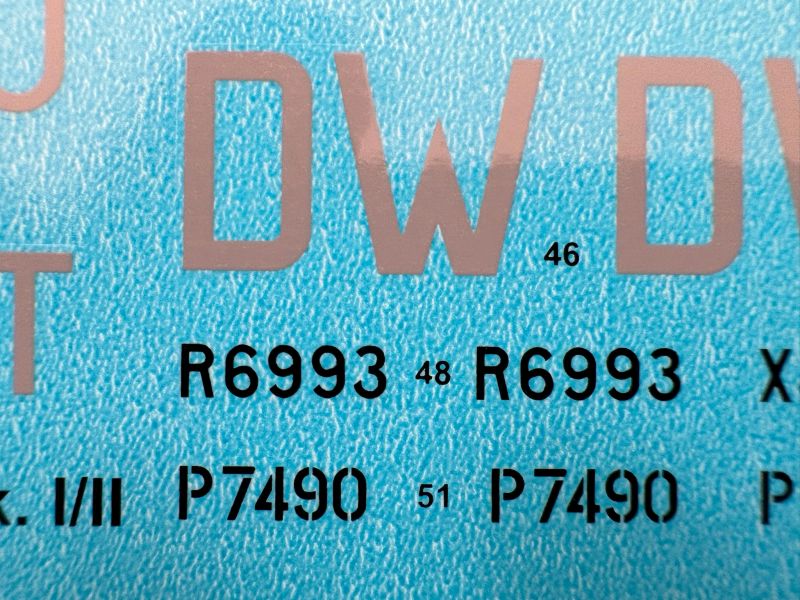 DW 46 D
T
R6993 48 R6993 X
k. I/II P7490 51 P7490 P